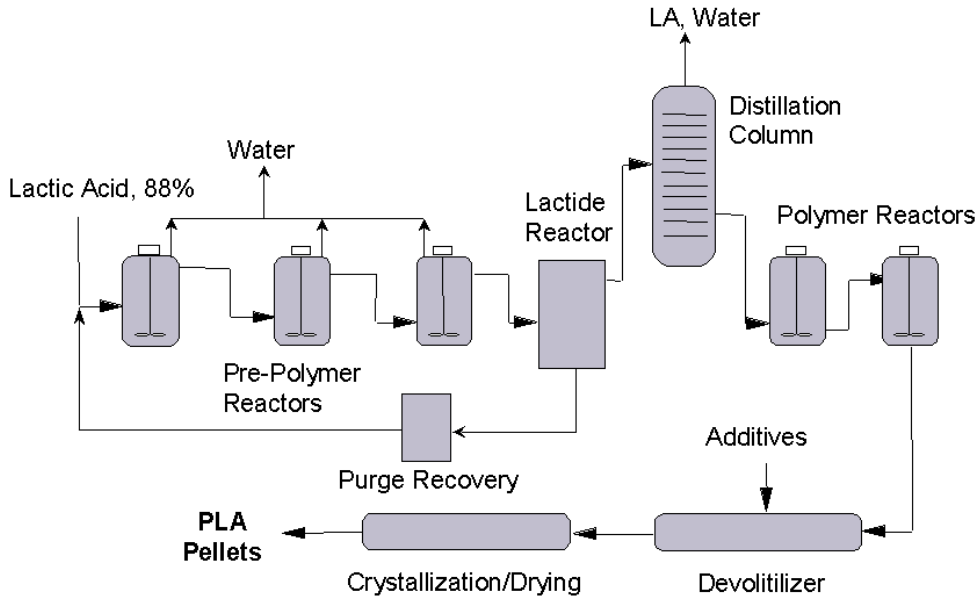 LA, Water
Distillation
Column
Water
Lactic Acid, 88%
Lactide
Reactor
Polymer Reactors
Pre-Polymer
Reactors
Purge Recovery
Additives
PLA
Pellets
Crystallization/Drying
Devolitilizer